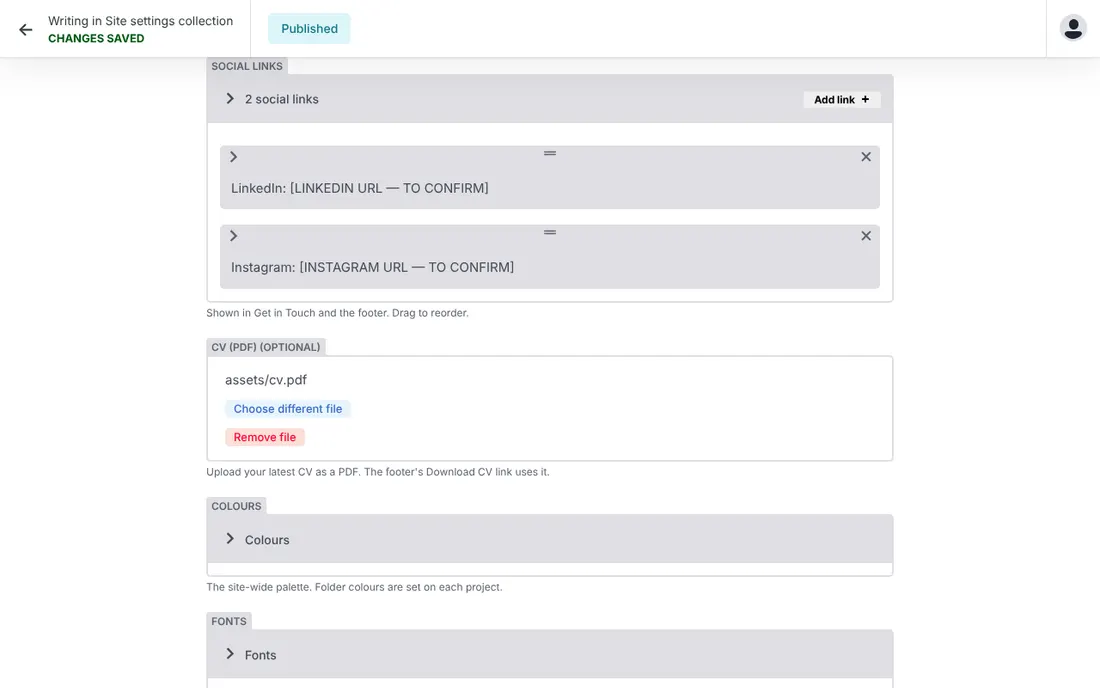 Writing in Site settings collection
CHANGES SAVED
Published
SOCIAL LINKS
2 social links
Add link +
LinkedIn: [LINKEDIN URL — TO CONFIRM]
Instagram: [INSTAGRAM URL — TO CONFIRM]
Shown in Get in Touch and the footer. Drag to reorder.
CV (PDF) (OPTIONAL)
assets/cv.pdf
Choose different file
Remove file
Upload your latest CV as a PDF. The footer's Download CV link uses it.
COLOURS
Colours
The site-wide palette. Folder colours are set on each project.
FONTS
Fonts